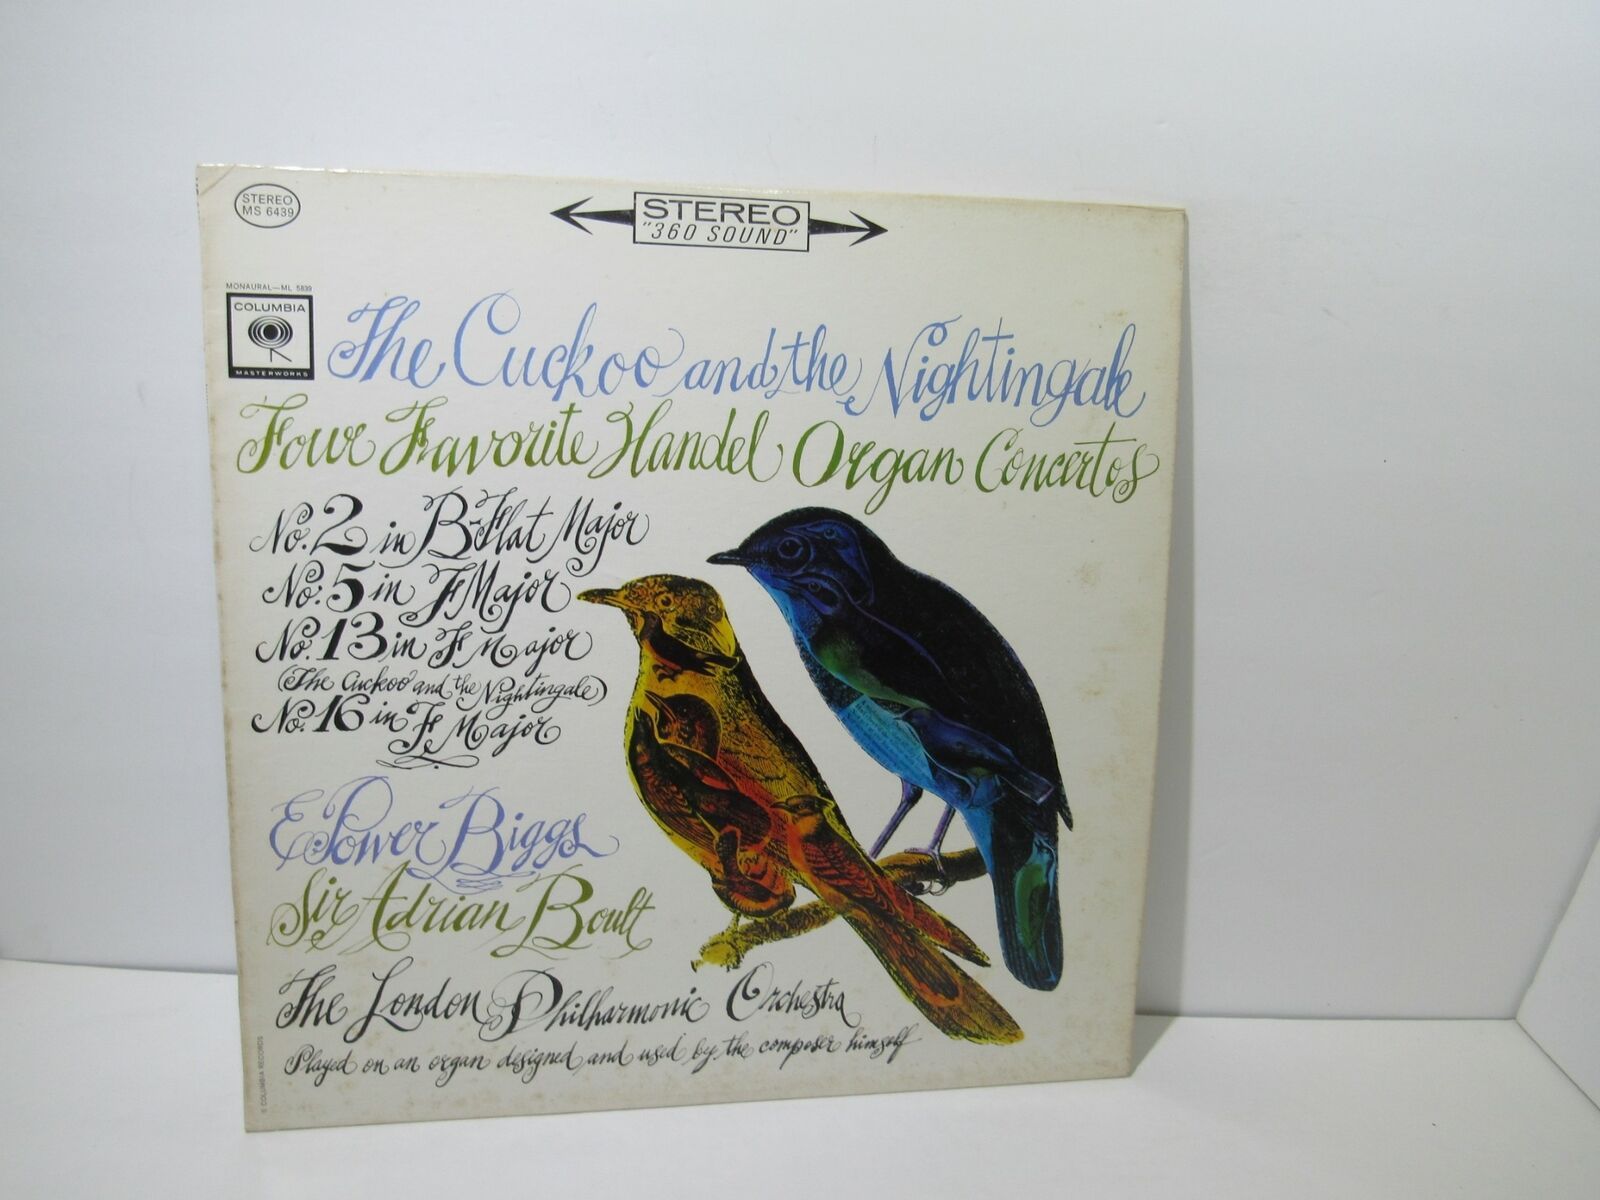 STEREO
MS 6439
STEREO
"360 SOUND"
MONAURAL—ML 5839
COLUMBIA
MASTERWORKS
The Cuckoo and the Nightingale
Four Favorite Handel Organ Concertos
No. 2 in B-Flat Major
No. 5 in F Major
No. 13 in F Major
(The Cuckoo and the Nightingale)
No. 16 in F Major
E. Power Biggs
Sir Adrian Boult
The London Philharmonic Orchestra
Played on an organ designed and used by the composer himself
© COLUMBIA RECORDS